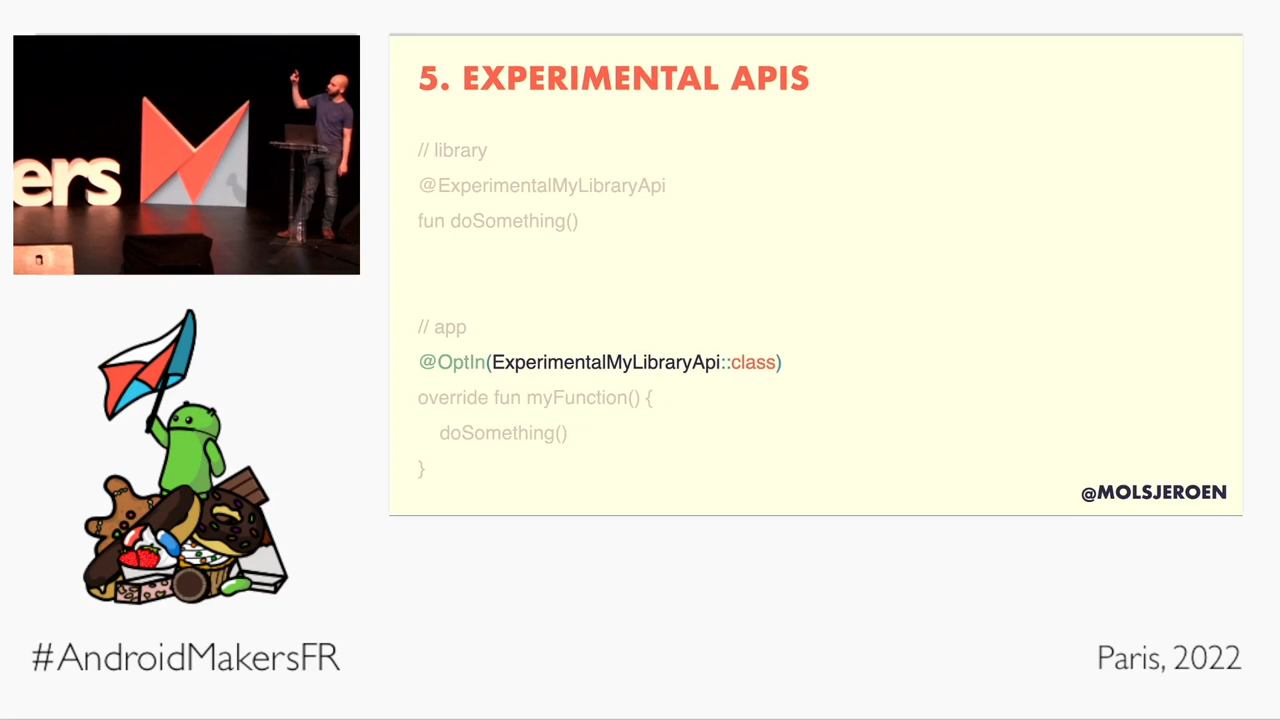 ers
5. EXPERIMENTAL APIS
// library
@ExperimentalMyLibraryApi
fun doSomething()
// app
@OptIn(ExperimentalMyLibraryApi::class)
override fun myFunction() {
doSomething()
}
@MOLSJEROEN
#AndroidMakersFR
Paris, 2022